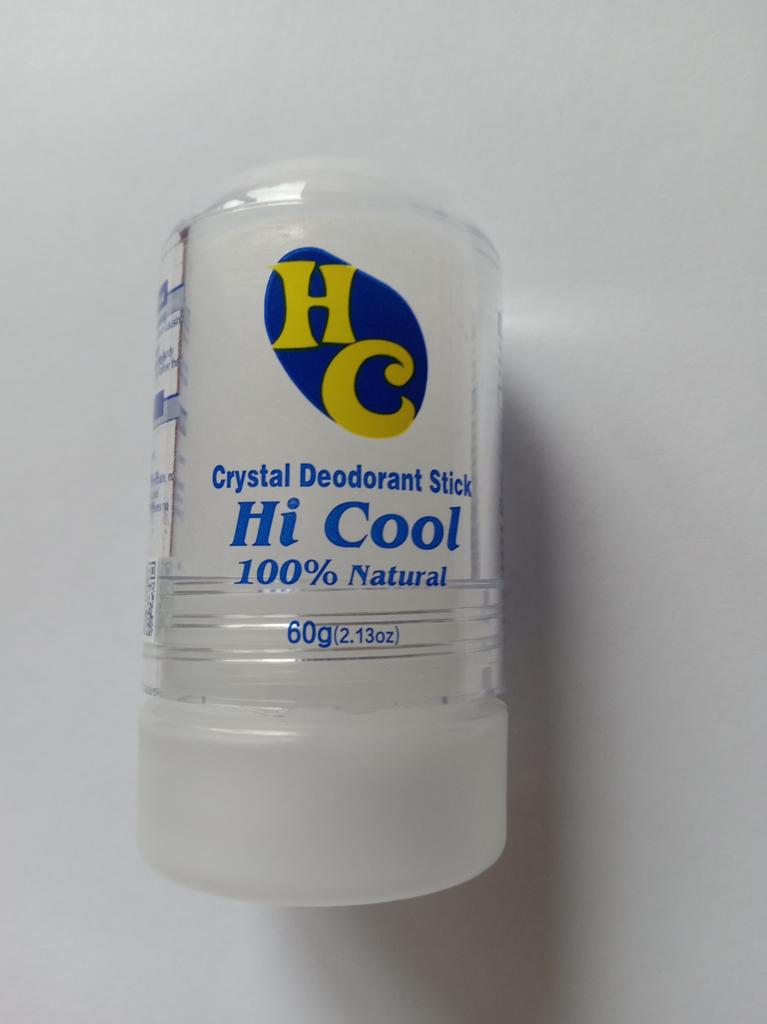 HC
Crystal Deodorant Stick
Hi Cool
100% Natural
60g(2.13oz)